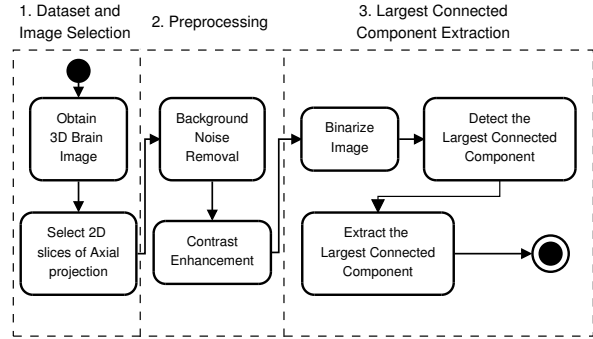 1. Dataset and
Image Selection
2. Preprocessing
3. Largest Connected
Component Extraction
Obtain
3D Brain
Image
Select 2D
slices of Axial
projection
Background
Noise
Removal
Contrast
Enhancement
Binarize
Image
Detect the
Largest Connected
Component
Extract the
Largest Connected
Component